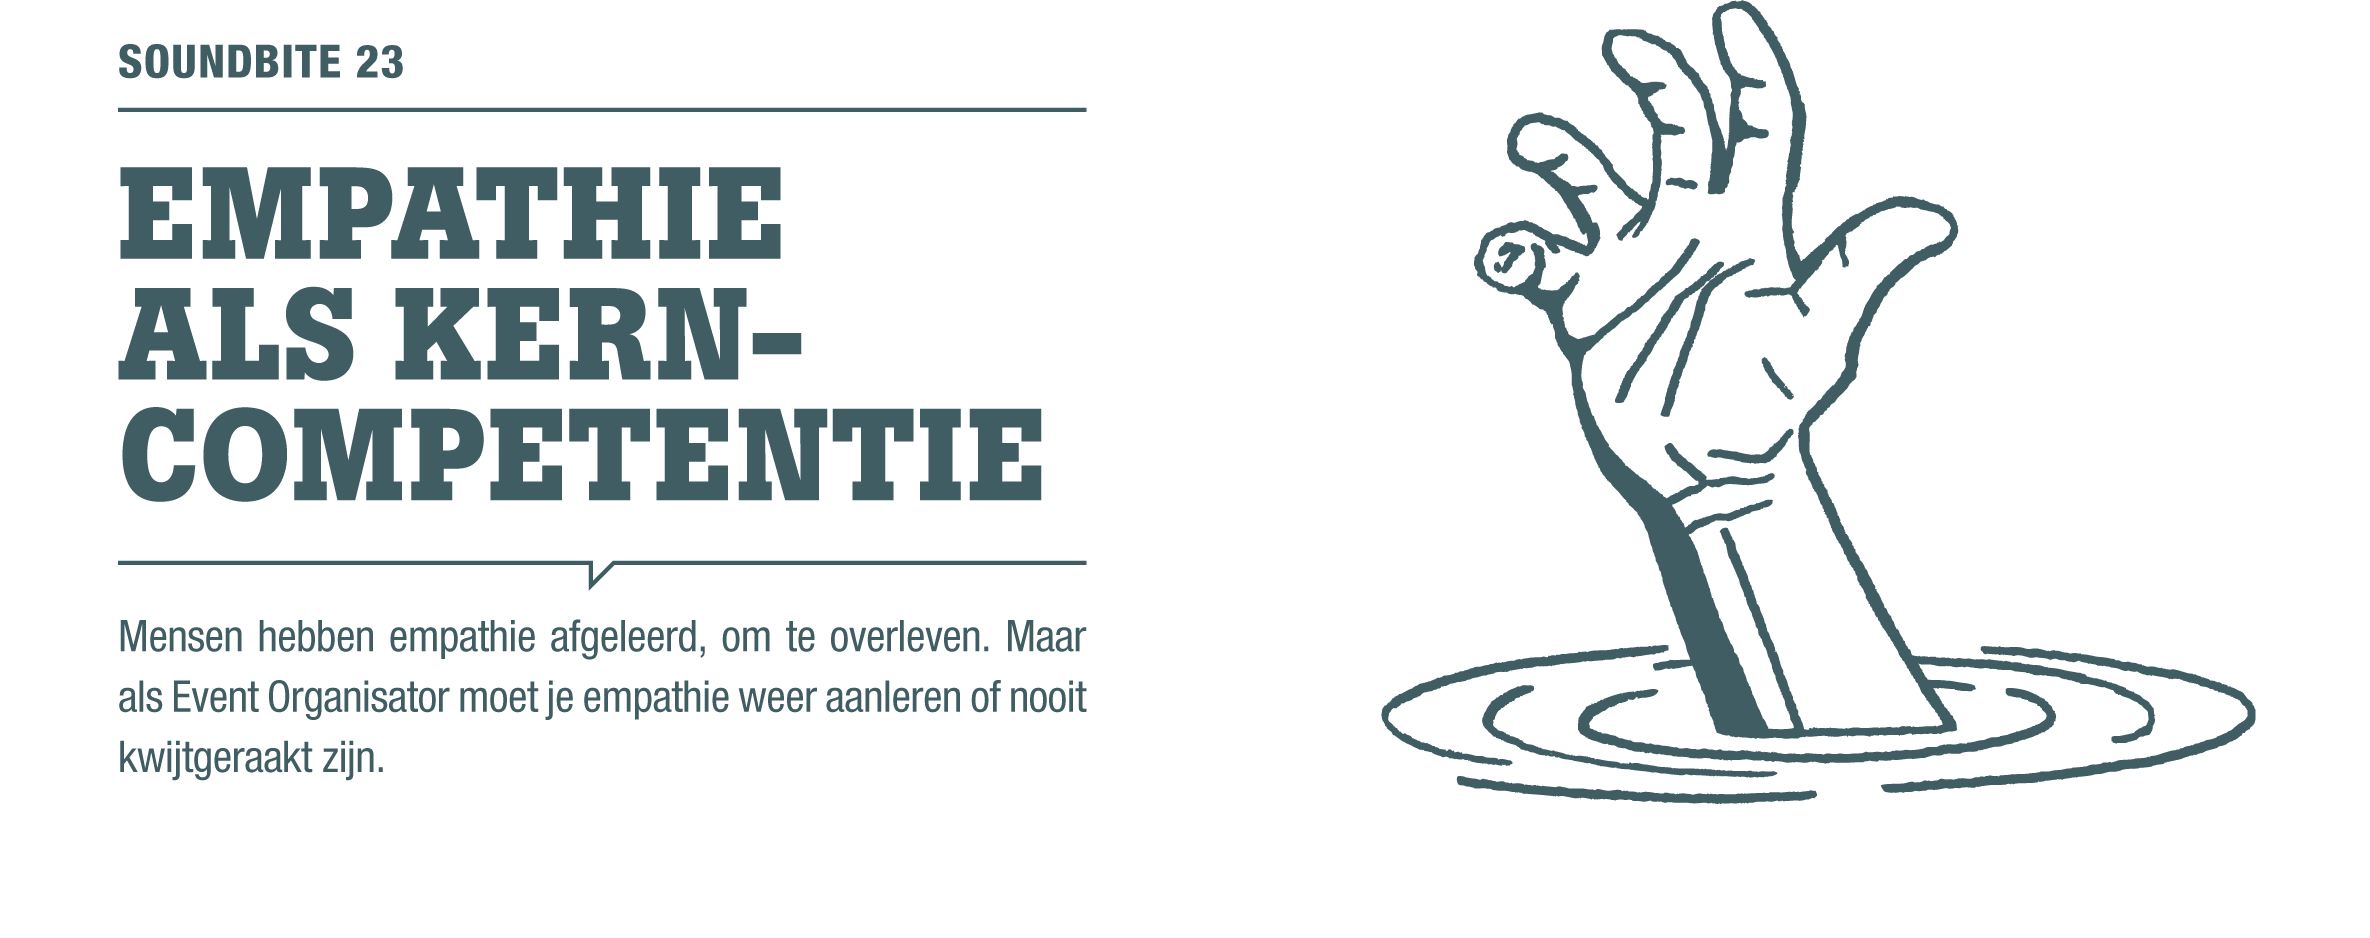 SOUNDBITE 23
EMPATHIE
ALS KERN-
COMPETENTIE
Mensen hebben empathie afgeleerd, om te overleven. Maar
als Event Organisator moet je empathie weer aanleren of nooit
kwijtgeraakt zijn.